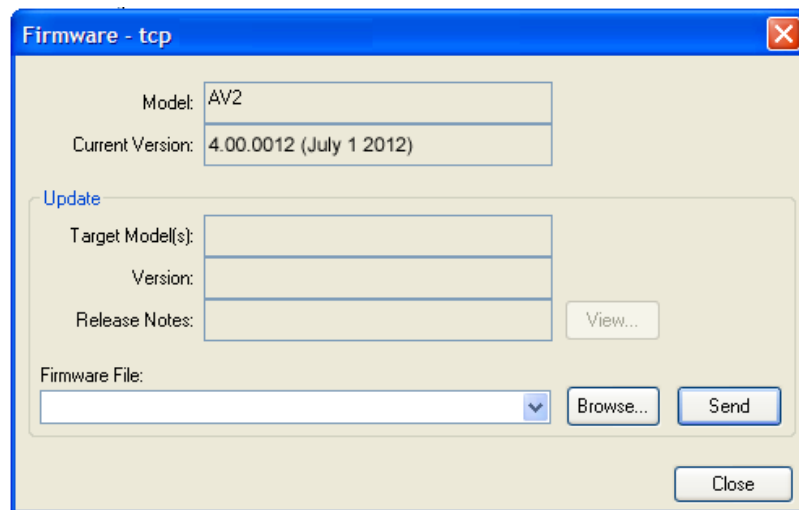 Firmware - tcp
Model: AV2
Current Version: 4.00.0012 (July 1 2012)
Update
Target Model(s):
Version:
Release Notes: View...
Firmware File:
Browse... Send
Close